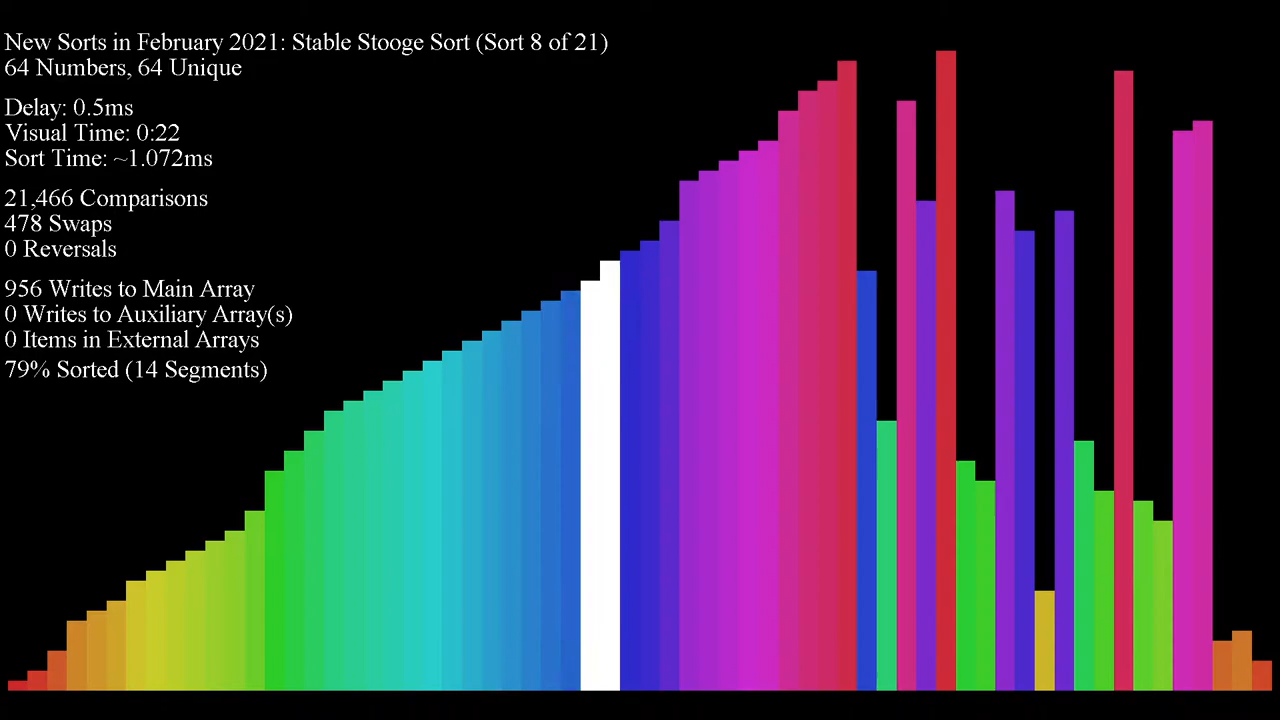 New Sorts in February 2021: Stable Stooge Sort (Sort 8 of 21)
64 Numbers, 64 Unique
Delay: 0.5ms
Visual Time: 0:22
Sort Time: ~1.072ms
21,466 Comparisons
478 Swaps
0 Reversals
956 Writes to Main Array
0 Writes to Auxiliary Array(s)
0 Items in External Arrays
79% Sorted (14 Segments)